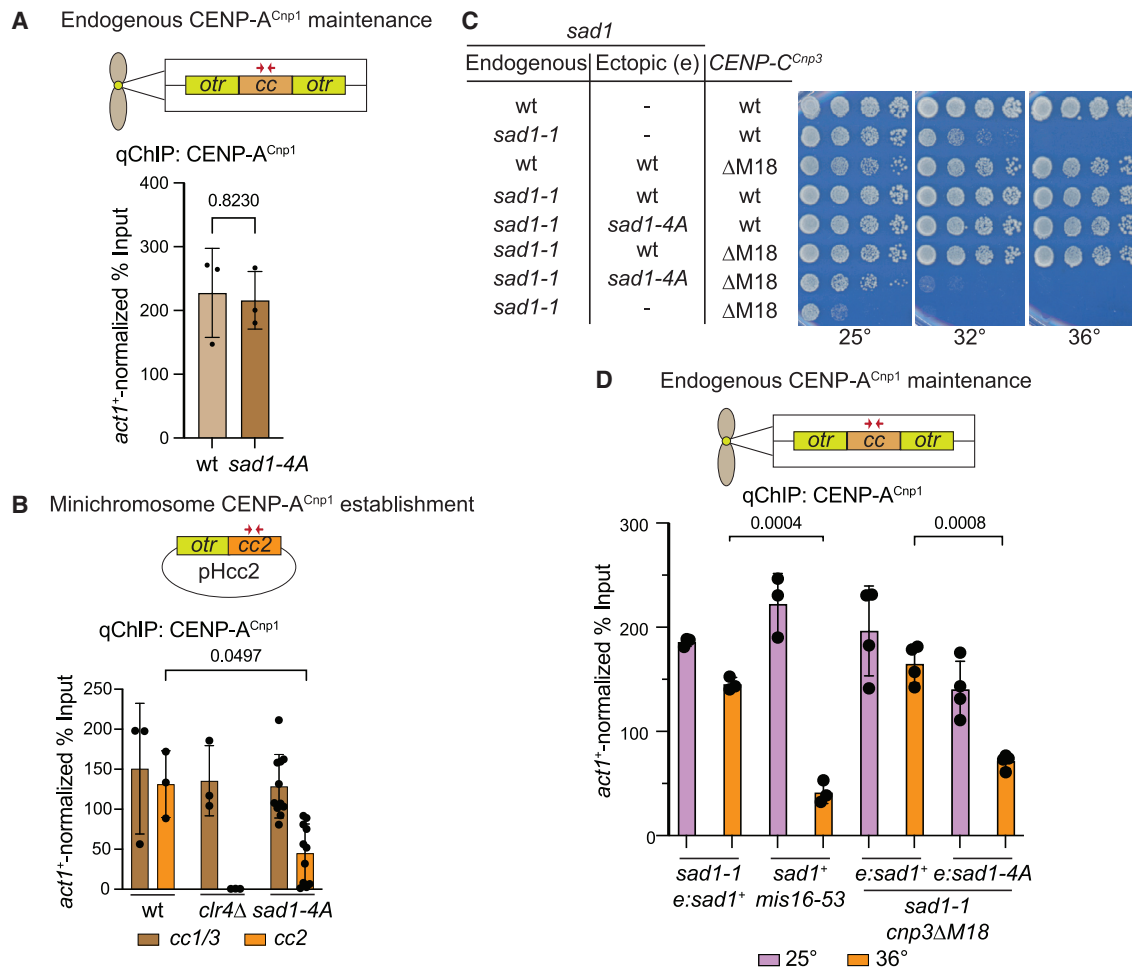 A Endogenous CENP-A^Cnp1 maintenance
otr cc otr
qChIP: CENP-A^Cnp1
act1+-normalized % Input
400
300
200
100
0
0.8230
wt sad1-4A
B Minichromosome CENP-A^Cnp1 establishment
otr cc2
pHcc2
qChIP: CENP-A^Cnp1
0.0497
act1+-normalized % Input
250
200
150
100
50
0
wt clr4Δ sad1-4A
cc1/3 cc2
C
sad1
Endogenous Ectopic (e) CENP-C^Cnp3
wt - wt
sad1-1 - wt
wt wt ΔM18
sad1-1 wt wt
sad1-1 sad1-4A wt
sad1-1 wt ΔM18
sad1-1 sad1-4A ΔM18
sad1-1 - ΔM18
25° 32° 36°
D
Endogenous CENP-A^Cnp1 maintenance
otr cc otr
qChIP: CENP-A^Cnp1
0.0004 0.0008
act1+-normalized % Input
300
200
100
0
sad1-1 sad1+ e:sad1+ e:sad1-4A
e:sad1+ mis16-53 sad1-1
cnp3ΔM18
25° 36°